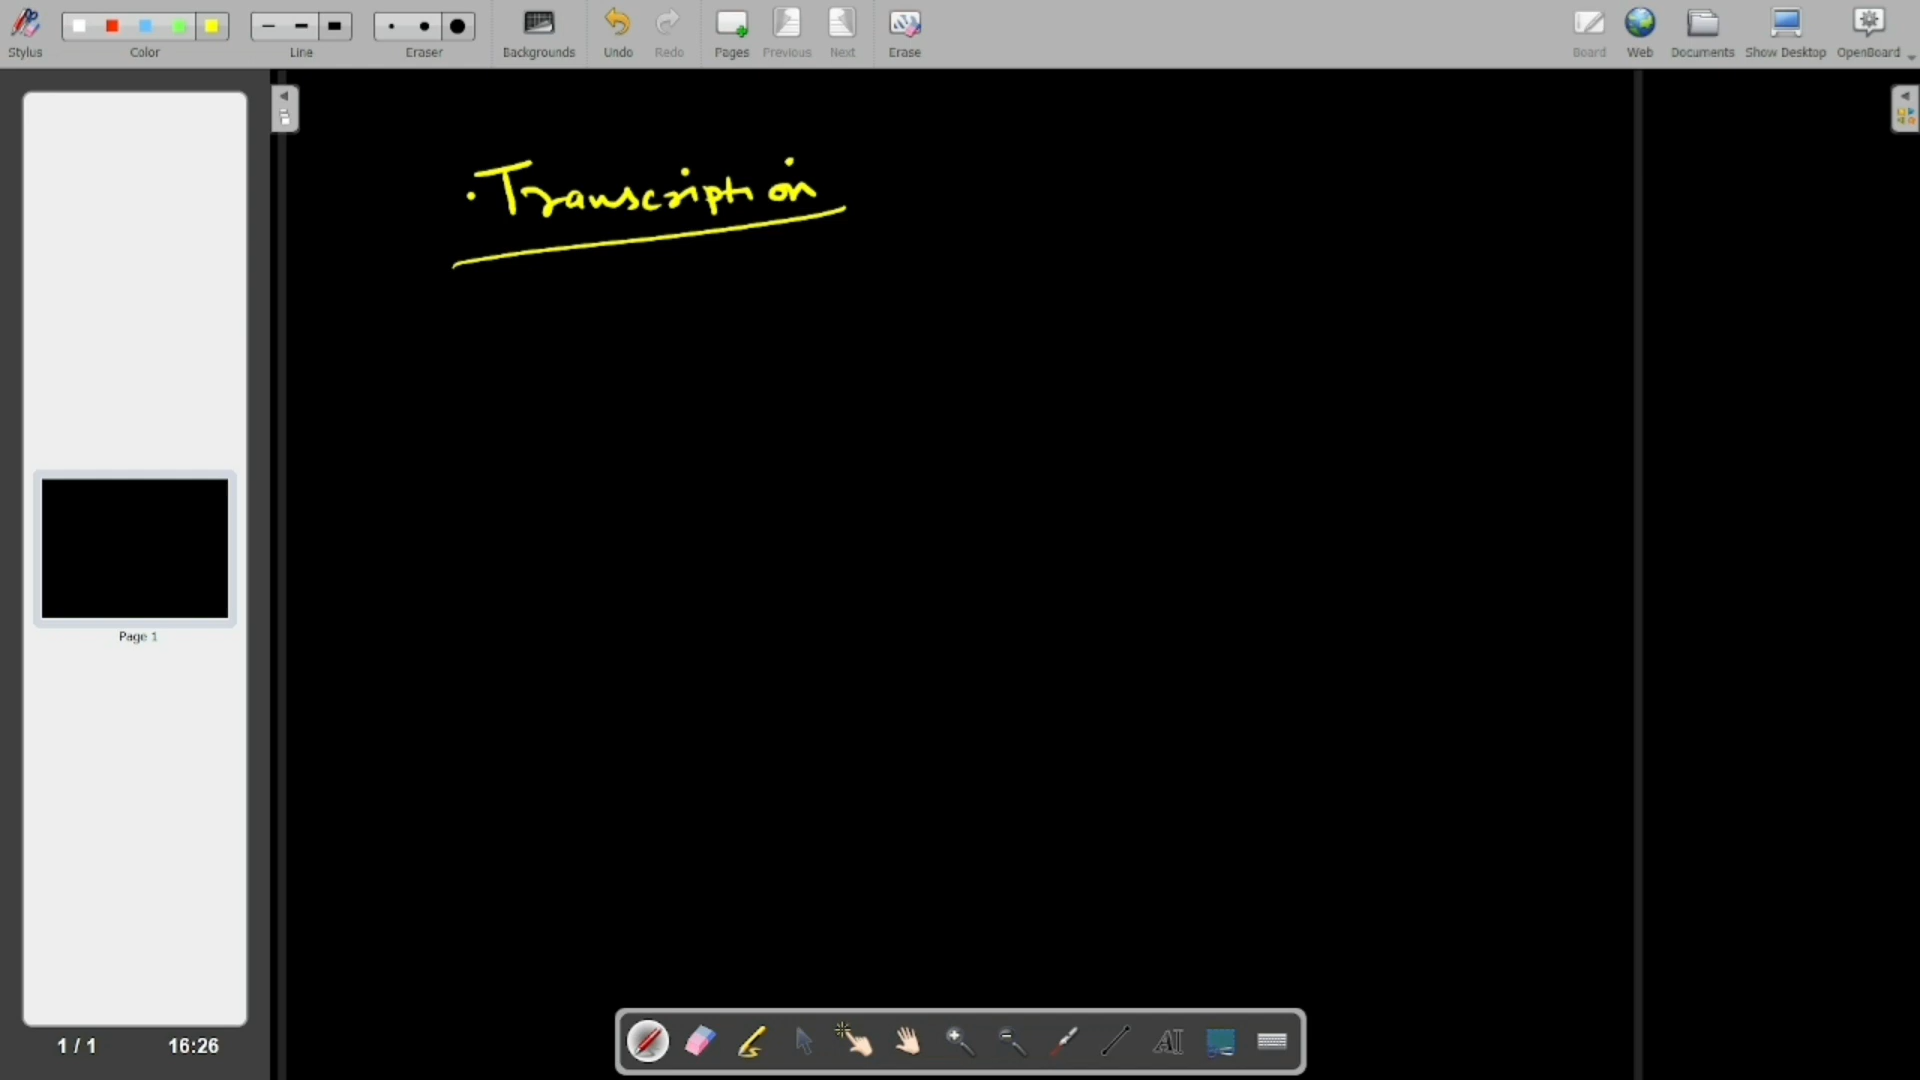 Stylus Color Line Eraser Backgrounds Undo Redo Pages Previous Next Erase Board Web Documents Show Desktop OpenBoard
. Transcription
Page 1
1 / 1 16:26